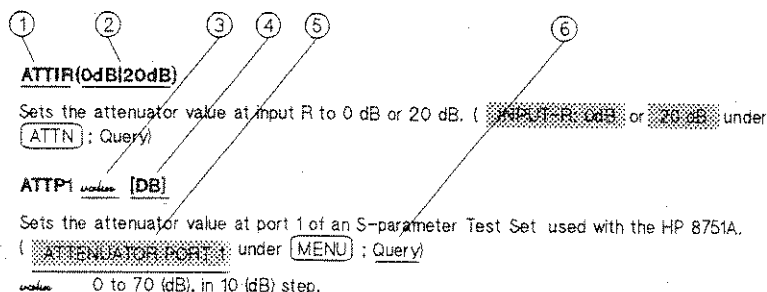 ① ② ③ ④ ⑤ ⑥
ATTIR(0dB|20dB)
Sets the attenuator value at input R to 0 dB or 20 dB. ( INPUT-R: 0dB or 20 dB under
ATTN ; Query)
ATTP1 value [DB]
Sets the attenuator value at port 1 of an S-parameter Test Set used with the HP 8751A.
( ATTENUATOR PORT 1 under MENU ; Query)
value 0 to 70 (dB), in 10 (dB) step.